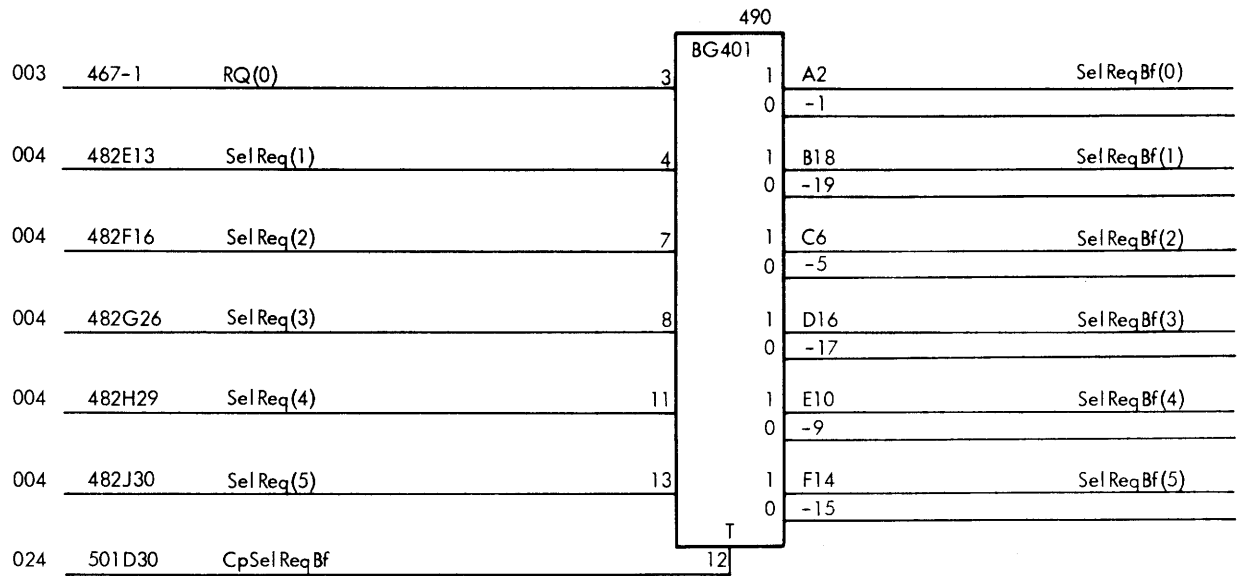 490
BG401
003 467-1 RQ(0) 3 1 A2 SelReqBf(0)
0 -1
004 482E13 SelReq(1) 4 1 B18 SelReqBf(1)
0 -19
004 482F16 SelReq(2) 7 1 C6 SelReqBf(2)
0 -5
004 482G26 SelReq(3) 8 1 D16 SelReqBf(3)
0 -17
004 482H29 SelReq(4) 11 1 E10 SelReqBf(4)
0 -9
004 482J30 SelReq(5) 13 1 F14 SelReqBf(5)
0 -15
T
024 501D30 CpSelReqBf 12